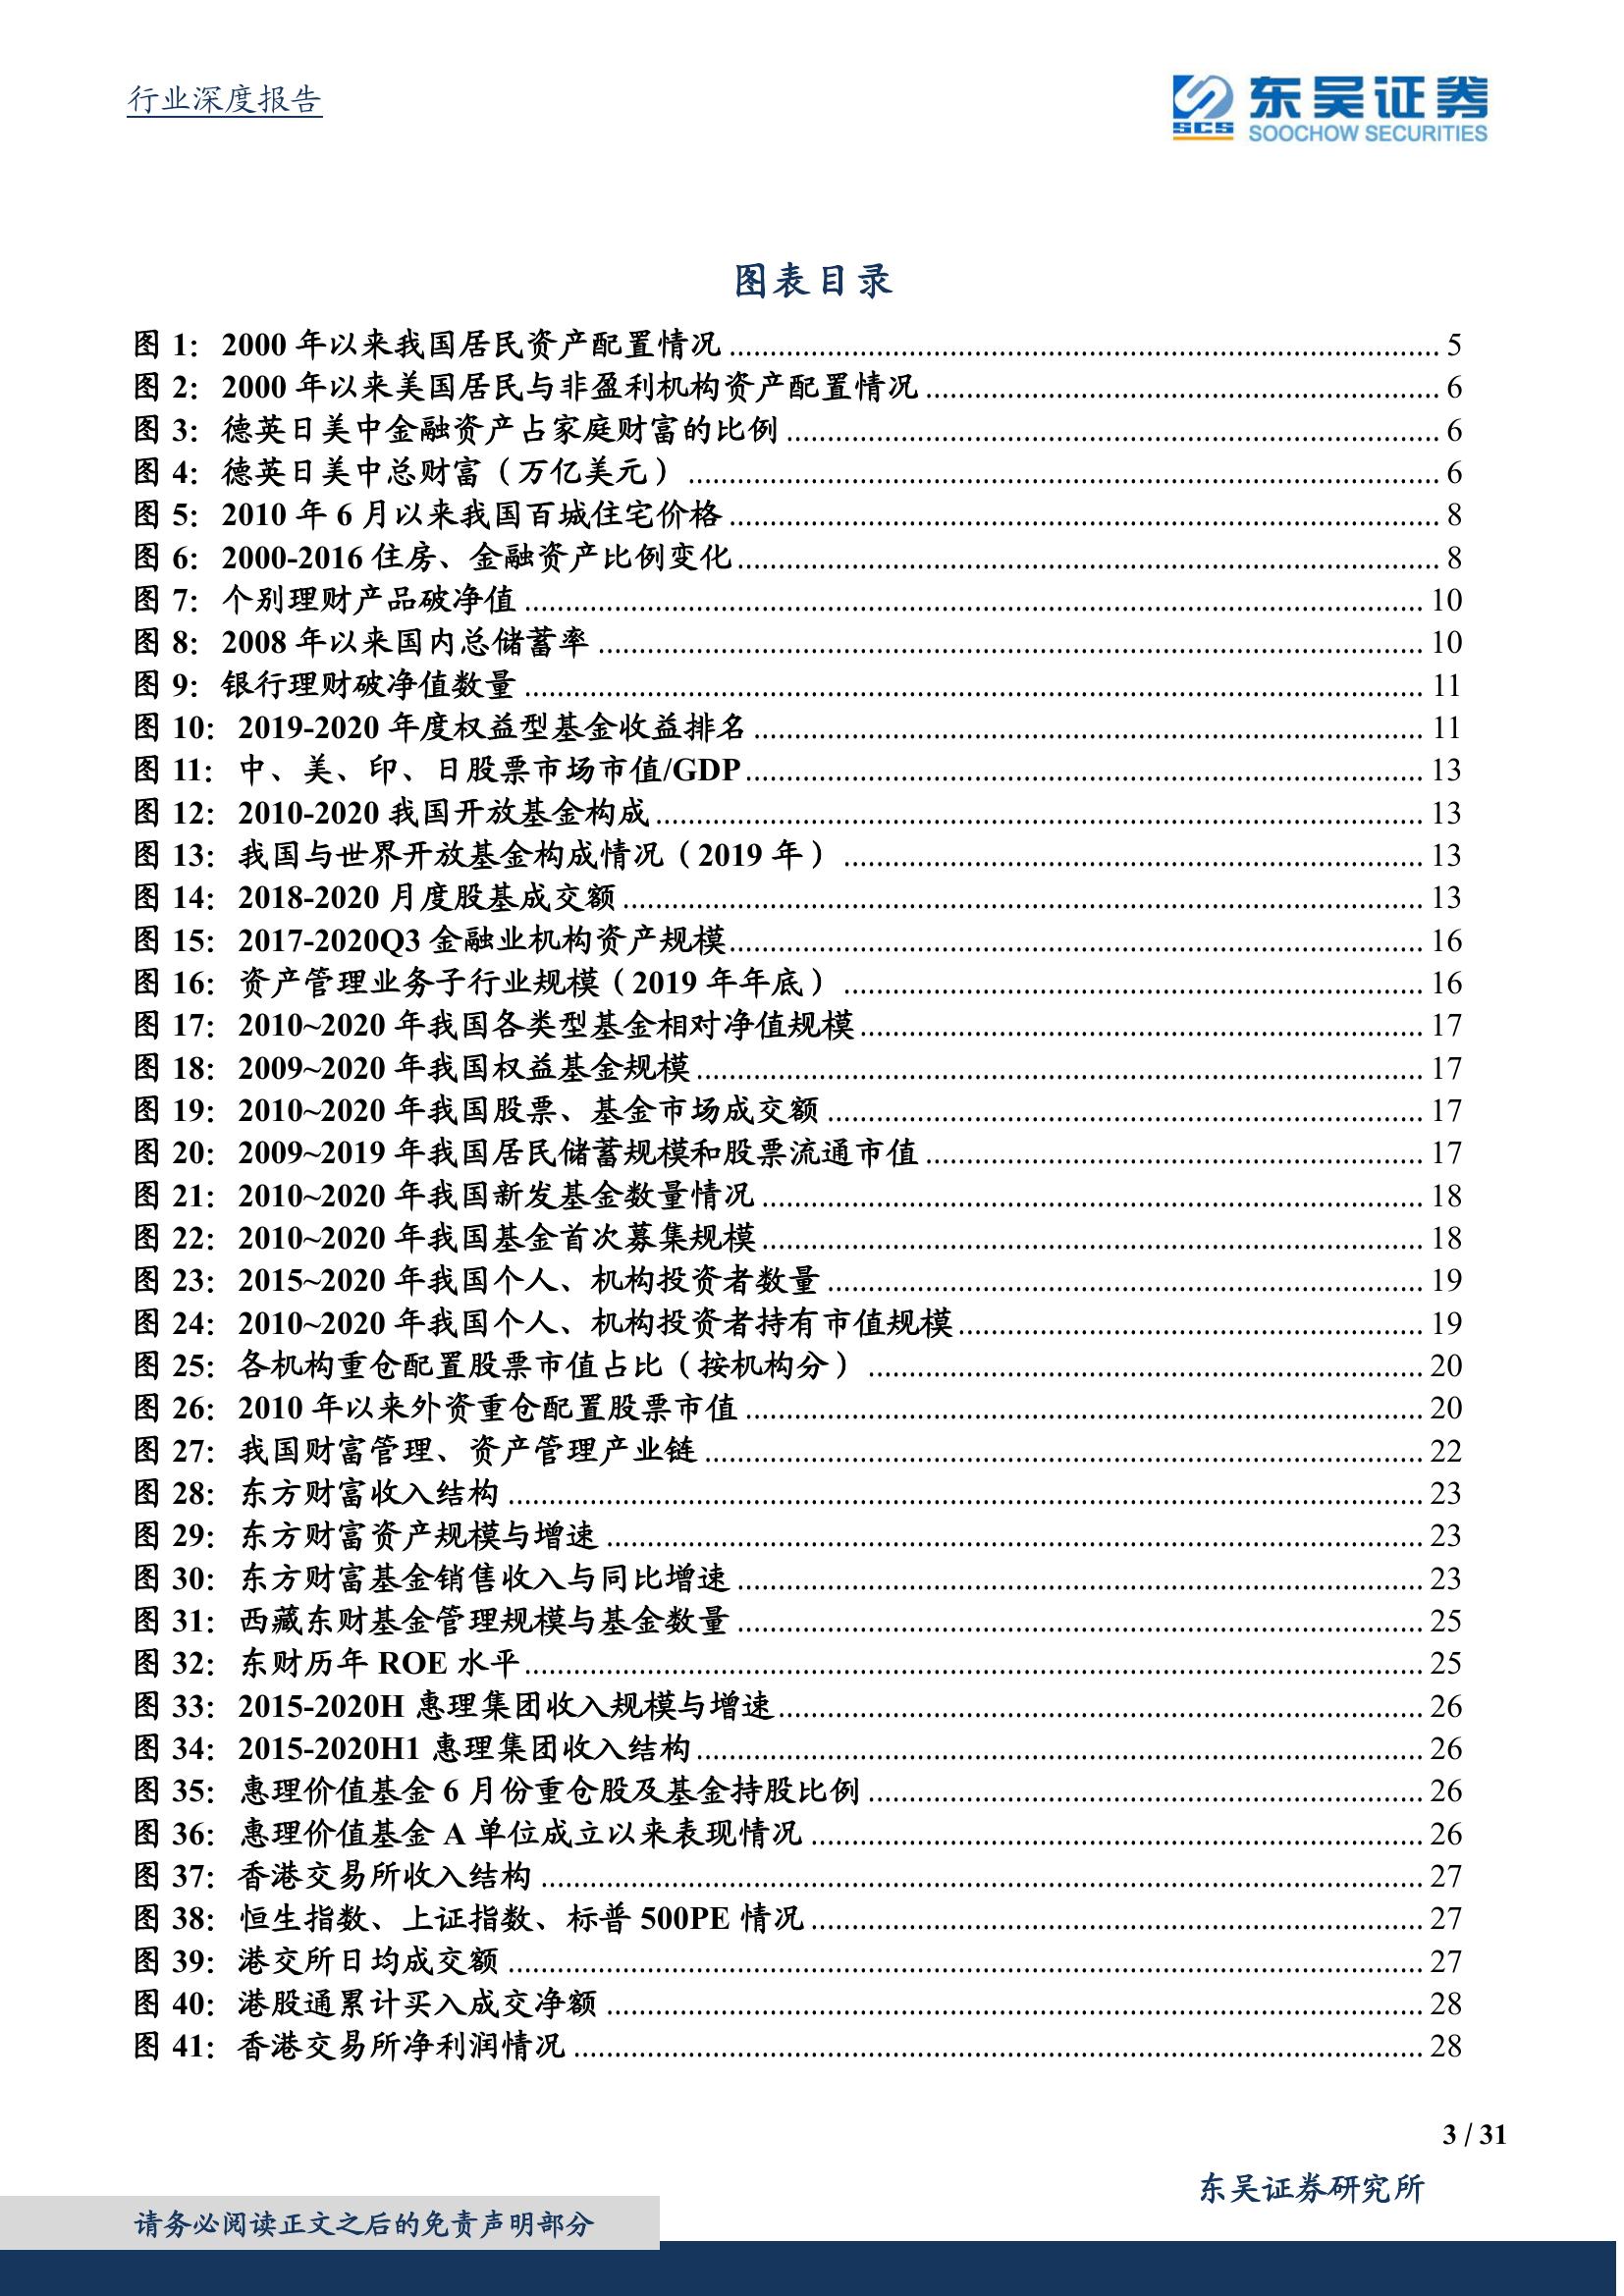 行业深度报告
SCS 东吴证券
SOOCHOW SECURITIES
图表目录
图 1：2000 年以来我国居民资产配置情况 5
图 2：2000 年以来美国居民与非盈利机构资产配置情况 6
图 3：德英日美中金融资产占家庭财富的比例 6
图 4：德英日美中总财富（万亿美元） 6
图 5：2010 年 6 月以来我国百城住宅价格 8
图 6：2000-2016 住房、金融资产比例变化 8
图 7：个别理财产品破净值 10
图 8：2008 年以来国内总储蓄率 10
图 9：银行理财破净值数量 11
图 10：2019-2020 年度权益型基金收益排名 11
图 11：中、美、印、日股票市场市值/GDP 13
图 12：2010-2020 我国开放基金构成 13
图 13：我国与世界开放基金构成情况（2019 年） 13
图 14：2018-2020 月度股基成交额 13
图 15：2017-2020Q3 金融业机构资产规模 16
图 16：资产管理业务子行业规模（2019 年年底） 16
图 17：2010~2020 年我国各类型基金相对净值规模 17
图 18：2009~2020 年我国权益基金规模 17
图 19：2010~2020 年我国股票、基金市场成交额 17
图 20：2009~2019 年我国居民储蓄规模和股票流通市值 17
图 21：2010~2020 年我国新发基金数量情况 18
图 22：2010~2020 年我国基金首次募集规模 18
图 23：2015~2020 年我国个人、机构投资者数量 19
图 24：2010~2020 年我国个人、机构投资者持有市值规模 19
图 25：各机构重仓配置股票市值占比（按机构分） 20
图 26：2010 年以来外资重仓配置股票市值 20
图 27：我国财富管理、资产管理产业链 22
图 28：东方财富收入结构 23
图 29：东方财富资产规模与增速 23
图 30：东方财富基金销售收入与同比增速 23
图 31：西藏东财基金管理规模与基金数量 25
图 32：东财历年 ROE 水平 25
图 33：2015-2020H 惠理集团收入规模与增速 26
图 34：2015-2020H1 惠理集团收入结构 26
图 35：惠理价值基金 6 月份重仓股及基金持股比例 26
图 36：惠理价值基金 A 单位成立以来表现情况 26
图 37：香港交易所收入结构 27
图 38：恒生指数、上证指数、标普 500PE 情况 27
图 39：港交所日均成交额 27
图 40：港股通累计买入成交净额 28
图 41：香港交易所净利润情况 28
3 / 31
东吴证券研究所
请务必阅读正文之后的免责声明部分